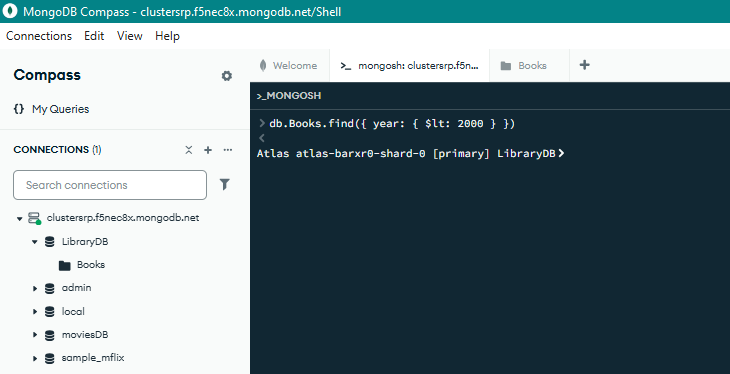 MongoDB Compass - clustersrp.f5nec8x.mongodb.net/Shell
Connections Edit View Help
Compass
My Queries
CONNECTIONS (1)
Search connections
clustersrp.f5nec8x.mongodb.net
LibraryDB
Books
admin
local
moviesDB
sample_mflix
Welcome
>_ mongosh: clustersrp.f5n...
Books
>_MONGOSH
> db.Books.find({ year: { $lt: 2000 } })
<
Atlas atlas-barxr0-shard-0 [primary] LibraryDB>